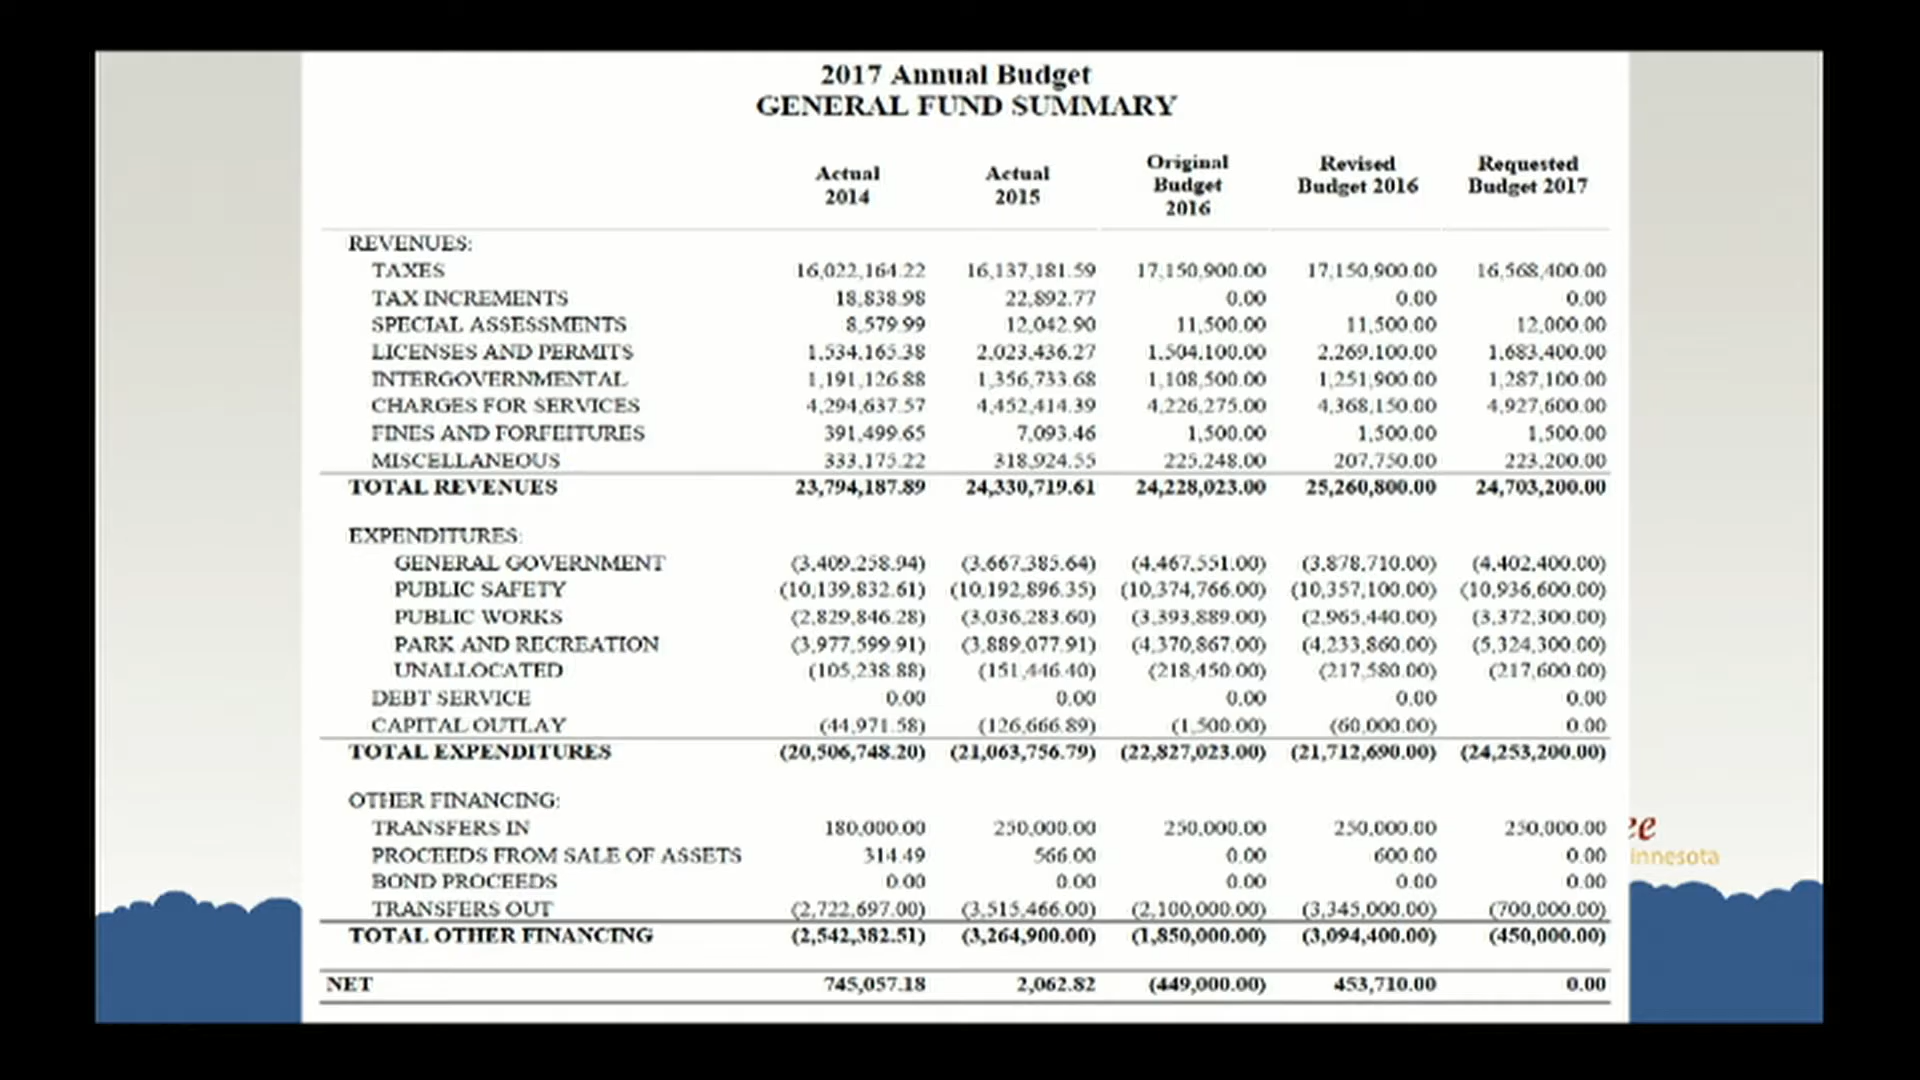 2017 Annual Budget
GENERAL FUND SUMMARY
Actual 2014 Actual 2015 Original Budget 2016 Revised Budget 2016 Requested Budget 2017
REVENUES:
TAXES 16,022,164.22 16,137,181.59 17,150,900.00 17,150,900.00 16,568,400.00
TAX INCREMENTS 18,838.98 22,892.77 0.00 0.00 0.00
SPECIAL ASSESSMENTS 8,579.99 12,042.90 11,500.00 11,500.00 12,000.00
LICENSES AND PERMITS 1,534,165.38 2,023,436.27 1,504,100.00 2,269,100.00 1,683,400.00
INTERGOVERNMENTAL 1,191,126.88 1,356,733.68 1,108,500.00 1,251,900.00 1,287,100.00
CHARGES FOR SERVICES 4,294,637.57 4,452,414.39 4,226,275.00 4,368,150.00 4,927,600.00
FINES AND FORFEITURES 391,499.65 7,093.46 1,500.00 1,500.00 1,500.00
MISCELLANEOUS 333,175.22 318,924.55 225,248.00 207,750.00 223,200.00
TOTAL REVENUES 23,794,187.89 24,330,719.61 24,228,023.00 25,260,800.00 24,703,200.00
EXPENDITURES:
GENERAL GOVERNMENT (3,409,258.94) (3,667,385.64) (4,467,551.00) (3,878,710.00) (4,402,400.00)
PUBLIC SAFETY (10,139,832.61) (10,192,896.35) (10,374,766.00) (10,357,100.00) (10,936,600.00)
PUBLIC WORKS (2,829,846.28) (3,036,283.60) (3,393,889.00) (2,965,440.00) (3,372,300.00)
PARK AND RECREATION (3,977,599.91) (3,889,077.91) (4,370,867.00) (4,233,860.00) (5,324,300.00)
UNALLOCATED (105,238.88) (151,446.40) (218,450.00) (217,580.00) (217,600.00)
DEBT SERVICE 0.00 0.00 0.00 0.00 0.00
CAPITAL OUTLAY (44,971.58) (126,666.89) (1,500.00) (60,000.00) 0.00
TOTAL EXPENDITURES (20,506,748.20) (21,063,756.79) (22,827,023.00) (21,712,690.00) (24,253,200.00)
OTHER FINANCING:
TRANSFERS IN 180,000.00 250,000.00 250,000.00 250,000.00 250,000.00
PROCEEDS FROM SALE OF ASSETS 314.49 566.00 0.00 600.00 0.00
BOND PROCEEDS 0.00 0.00 0.00 0.00 0.00
TRANSFERS OUT (2,722,697.00) (3,515,466.00) (2,100,000.00) (3,345,000.00) (700,000.00)
TOTAL OTHER FINANCING (2,542,382.51) (3,264,900.00) (1,850,000.00) (3,094,400.00) (450,000.00)
NET 745,057.18 2,062.82 (449,000.00) 453,710.00 0.00
ee
innesota